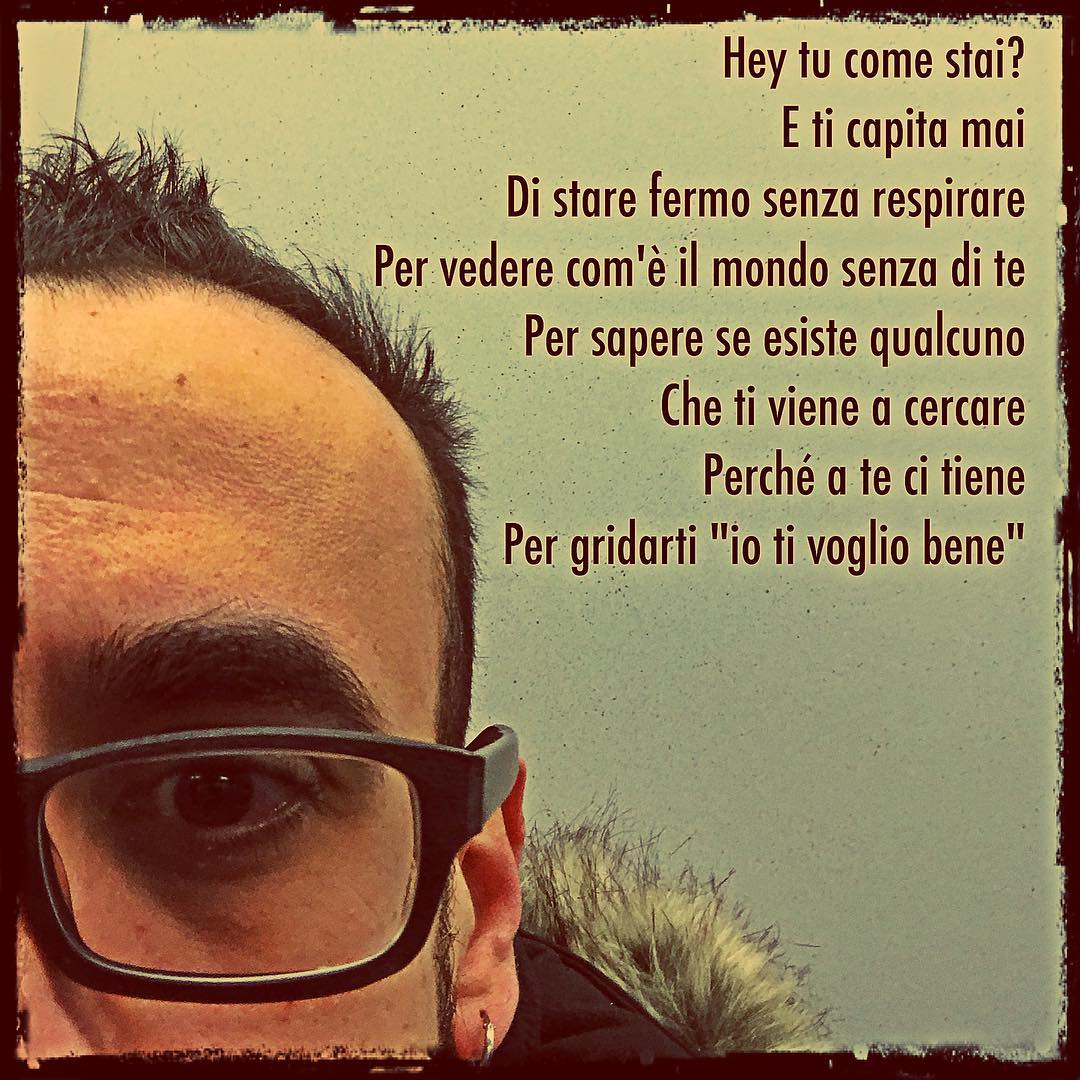 Hey tu come stai?
E ti capita mai
Di stare fermo senza respirare
Per vedere com'è il mondo senza di te
Per sapere se esiste qualcuno
Che ti viene a cercare
Perché a te ci tiene
Per gridarti "io ti voglio bene"